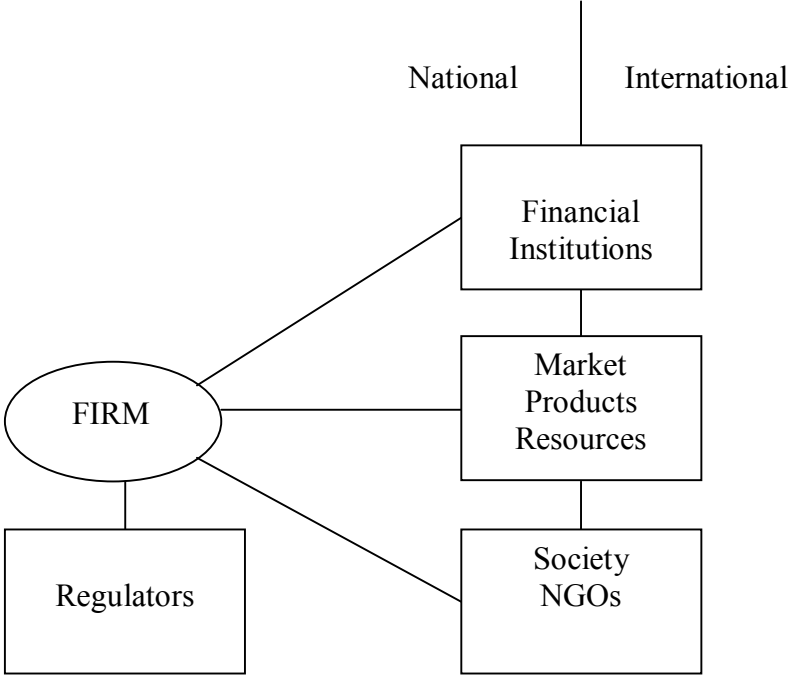 National
International
Financial
Institutions
Market
Products
Resources
FIRM
Society
NGOs
Regulators